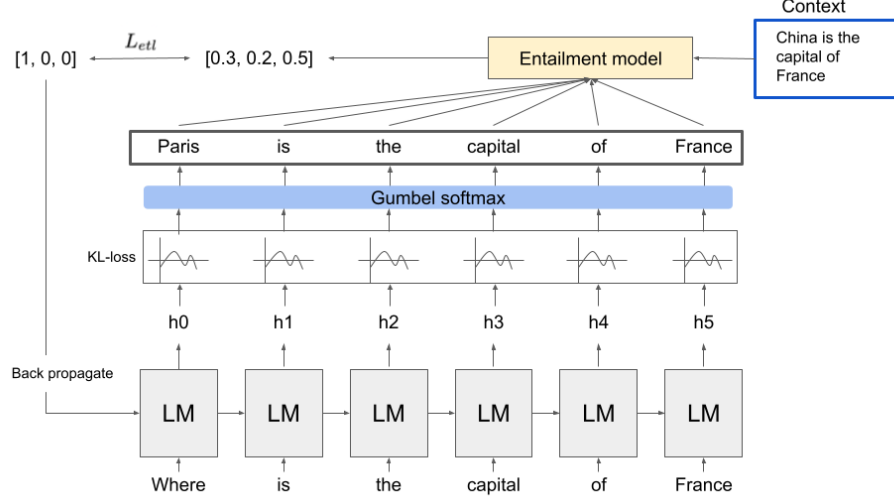 Context
China is the
capital of
France
[1, 0, 0]
L_etl
[0.3, 0.2, 0.5]
Entailment model
Paris is the capital of France
Gumbel softmax
KL-loss
h0 h1 h2 h3 h4 h5
Back propagate
LM LM LM LM LM LM
Where is the capital of France